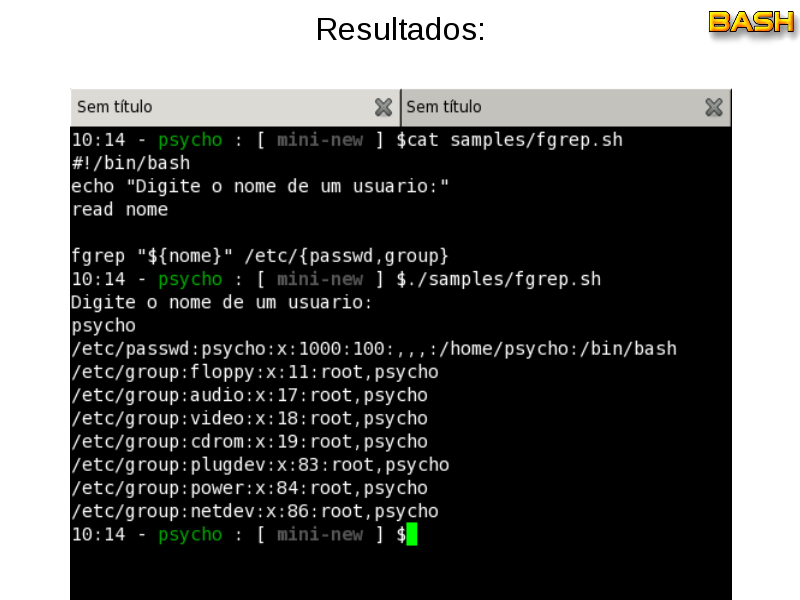 Resultados:
BASH
Sem título
Sem título
10:14 - psycho : [ mini-new ] $cat samples/fgrep.sh
#!/bin/bash
echo "Digite o nome de um usuario:"
read nome
fgrep "${nome}" /etc/{passwd,group}
10:14 - psycho : [ mini-new ] $./samples/fgrep.sh
Digite o nome de um usuario:
psycho
/etc/passwd:psycho:x:1000:100:,,,:/home/psycho:/bin/bash
/etc/group:floppy:x:11:root,psycho
/etc/group:audio:x:17:root,psycho
/etc/group:video:x:18:root,psycho
/etc/group:cdrom:x:19:root,psycho
/etc/group:plugdev:x:83:root,psycho
/etc/group:power:x:84:root,psycho
/etc/group:netdev:x:86:root,psycho
10:14 - psycho : [ mini-new ] $